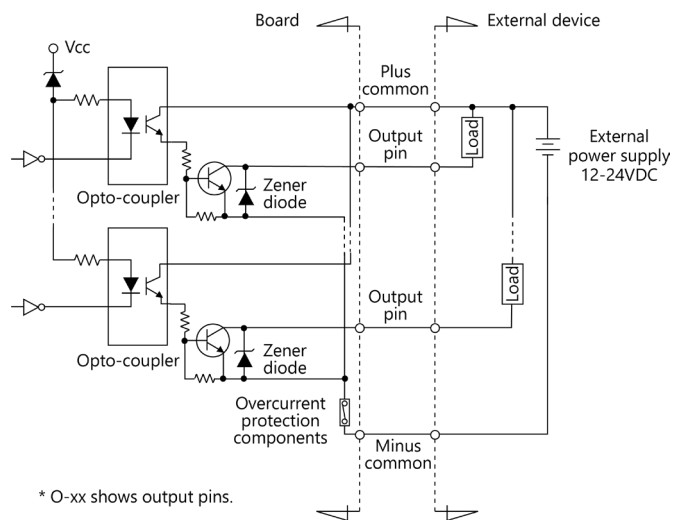 Board
External device
Vcc
Plus
common
Load
Output
pin
External
power supply
12-24VDC
Opto-coupler
Zener
diode
Load
Output
pin
Opto-coupler
Zener
diode
Overcurrent
protection
components
Minus
common
* O-xx shows output pins.